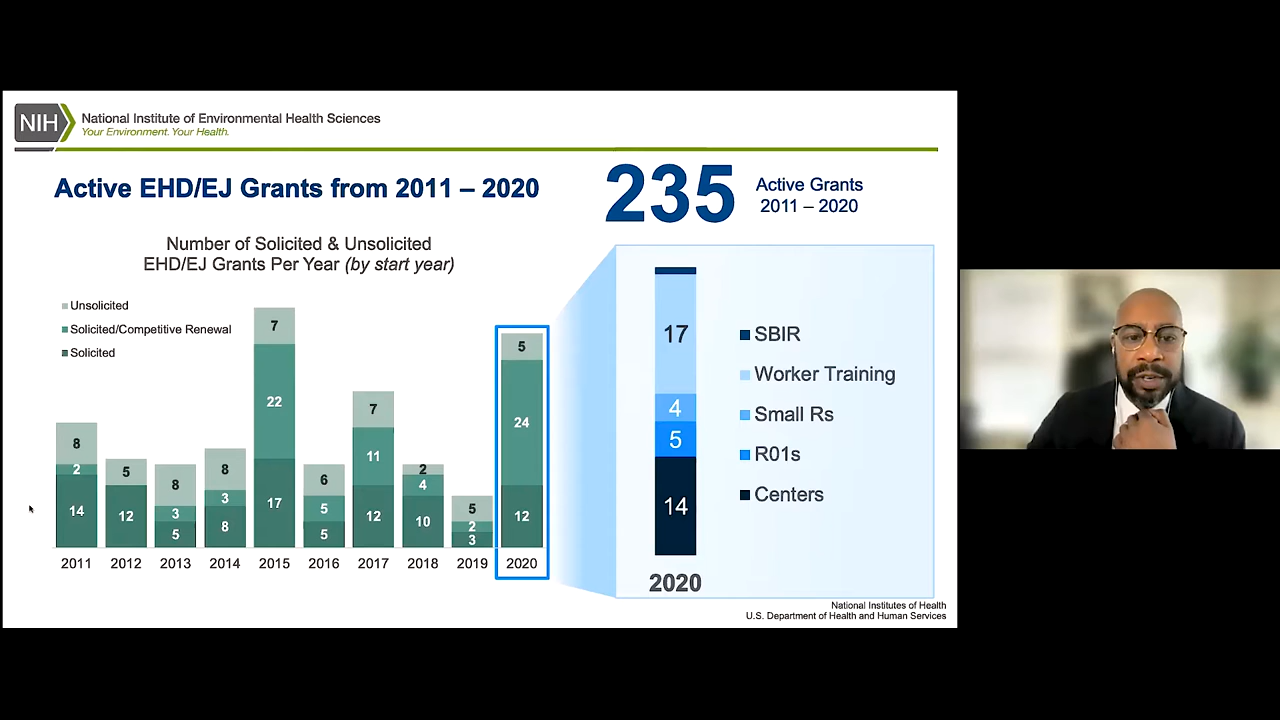 NIH
National Institute of Environmental Health Sciences
Your Environment. Your Health.
Active EHD/EJ Grants from 2011 – 2020
235
Active Grants
2011 – 2020
Number of Solicited & Unsolicited
EHD/EJ Grants Per Year (by start year)
Unsolicited
Solicited/Competitive Renewal
Solicited
8
2
14
5
12
8
3
5
8
3
8
7
22
17
6
5
5
7
11
12
2
4
10
5
2
3
5
24
12
2011 2012 2013 2014 2015 2016 2017 2018 2019 2020
17
4
5
14
2020
SBIR
Worker Training
Small Rs
R01s
Centers
National Institutes of Health
U.S. Department of Health and Human Services